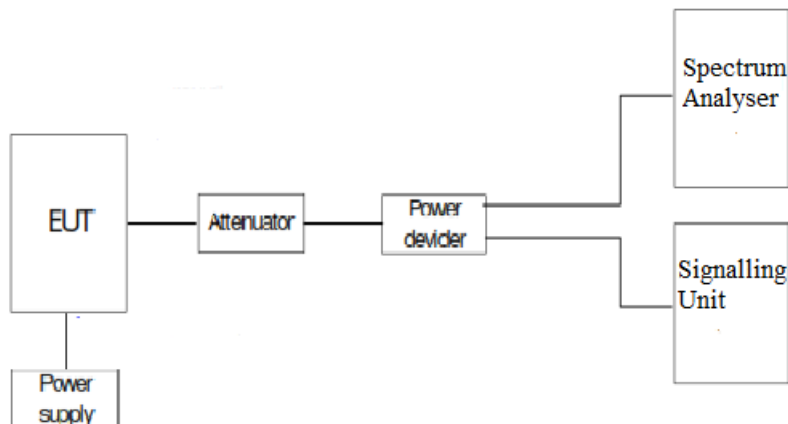 Spectrum
Analyser
EUT
Attenuator
Power
devider
Signalling
Unit
Power
supply